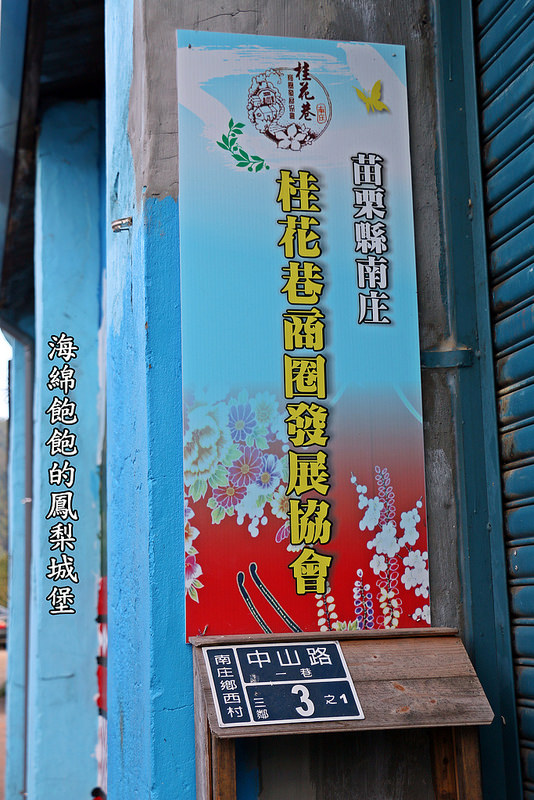 桂花巷
苗栗縣南庄
桂花巷商圈發展協會
海綿飽飽的鳳梨城堡
南庄鄉西村
中山路
一巷
三鄰
3之1